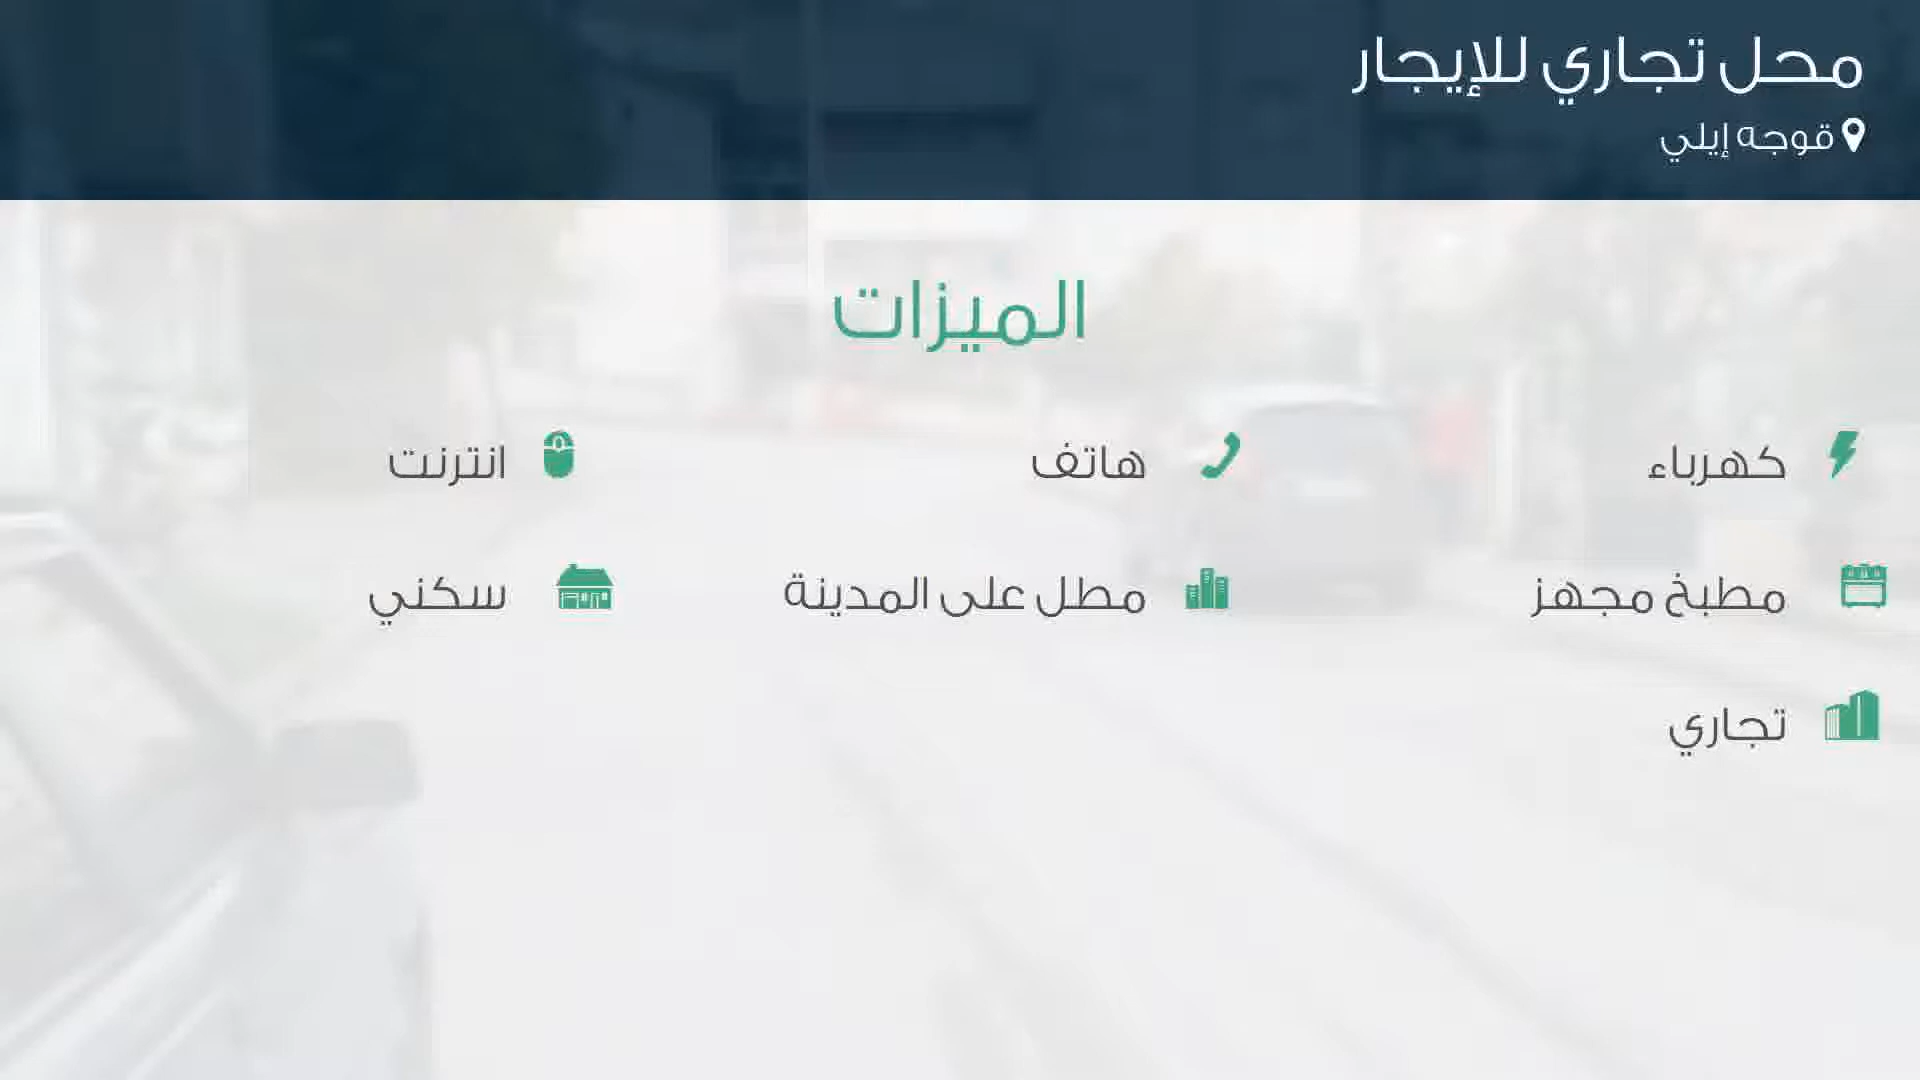 محل تجاري للإيجار
قوجه إيلي
الميزات
كهرباء
هاتف
انترنت
مطبخ مجهز
مطل على المدينة
سكني
تجاري